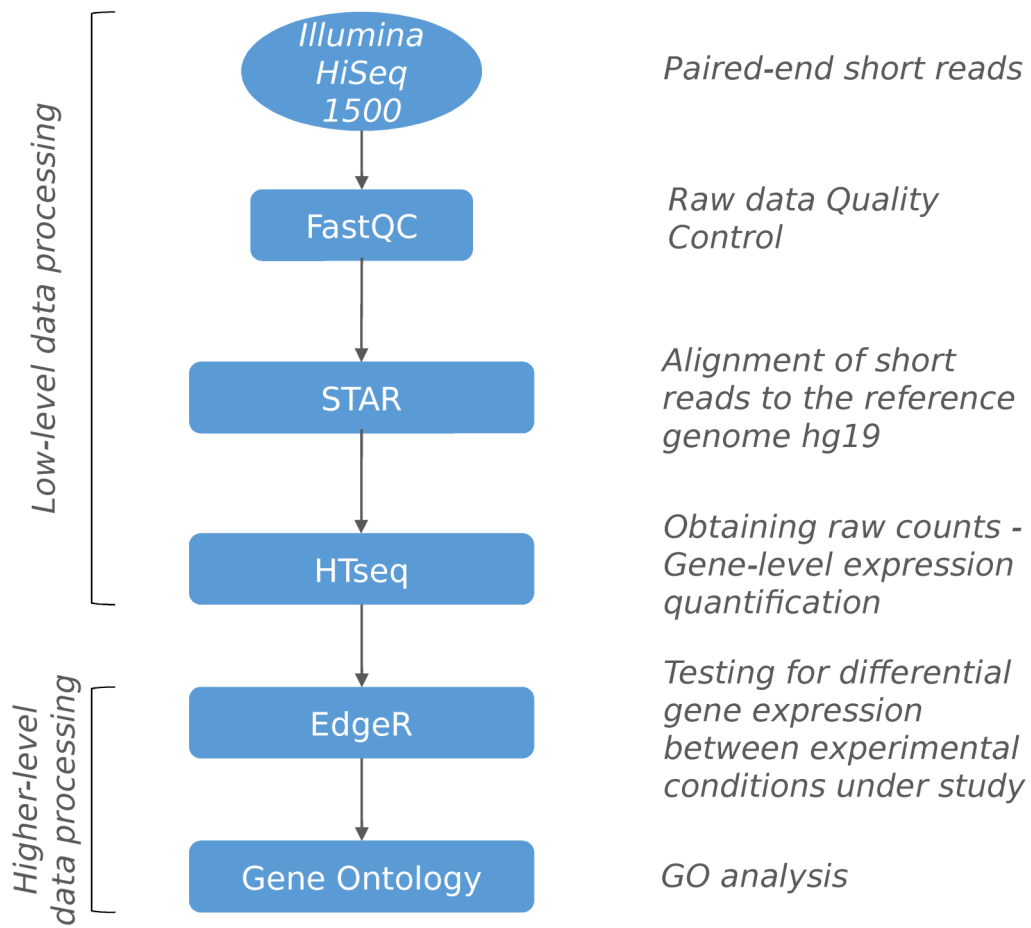 Low-level data processing
Illumina
HiSeq
1500
Paired-end short reads
FastQC
Raw data Quality
Control
STAR
Alignment of short
reads to the reference
genome hg19
HTseq
Obtaining raw counts -
Gene-level expression
quantification
Higher-level
data processing
EdgeR
Testing for differential
gene expression
between experimental
conditions under study
Gene Ontology
GO analysis